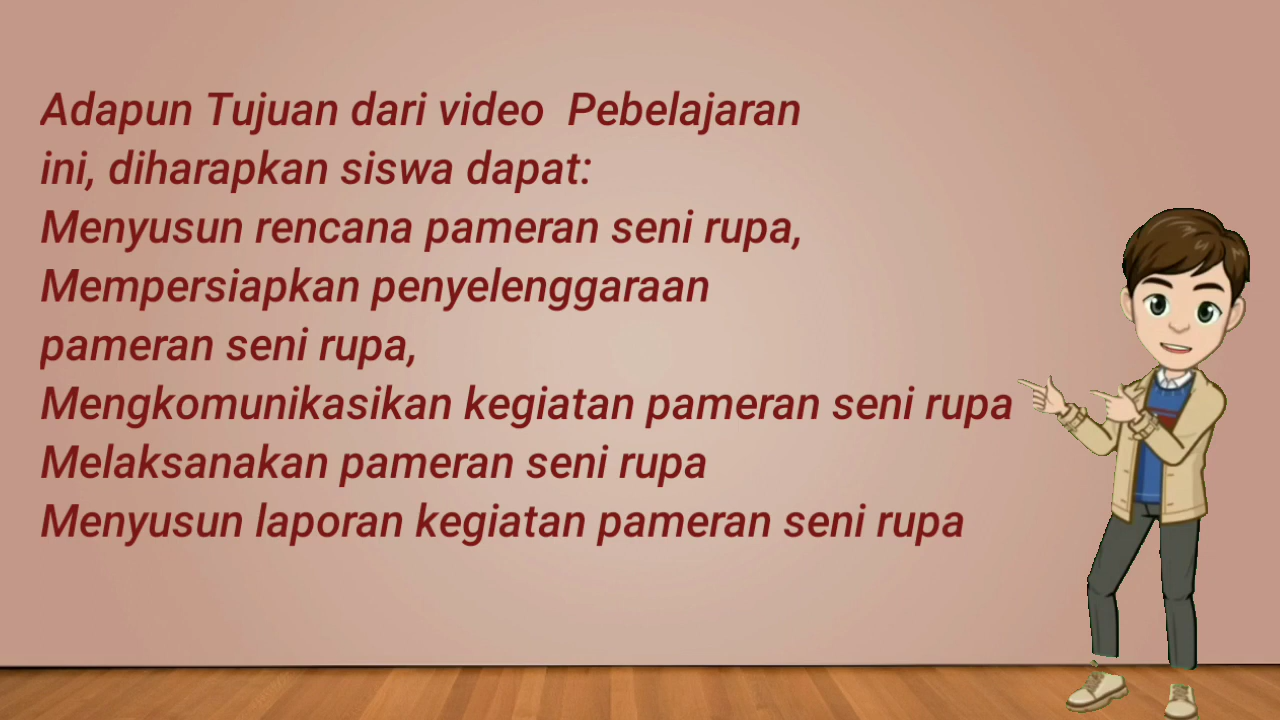 Adapun Tujuan dari video Pebelajaran
ini, diharapkan siswa dapat:
Menyusun rencana pameran seni rupa,
Mempersiapkan penyelenggaraan
pameran seni rupa,
Mengkomunikasikan kegiatan pameran seni rupa
Melaksanakan pameran seni rupa
Menyusun laporan kegiatan pameran seni rupa